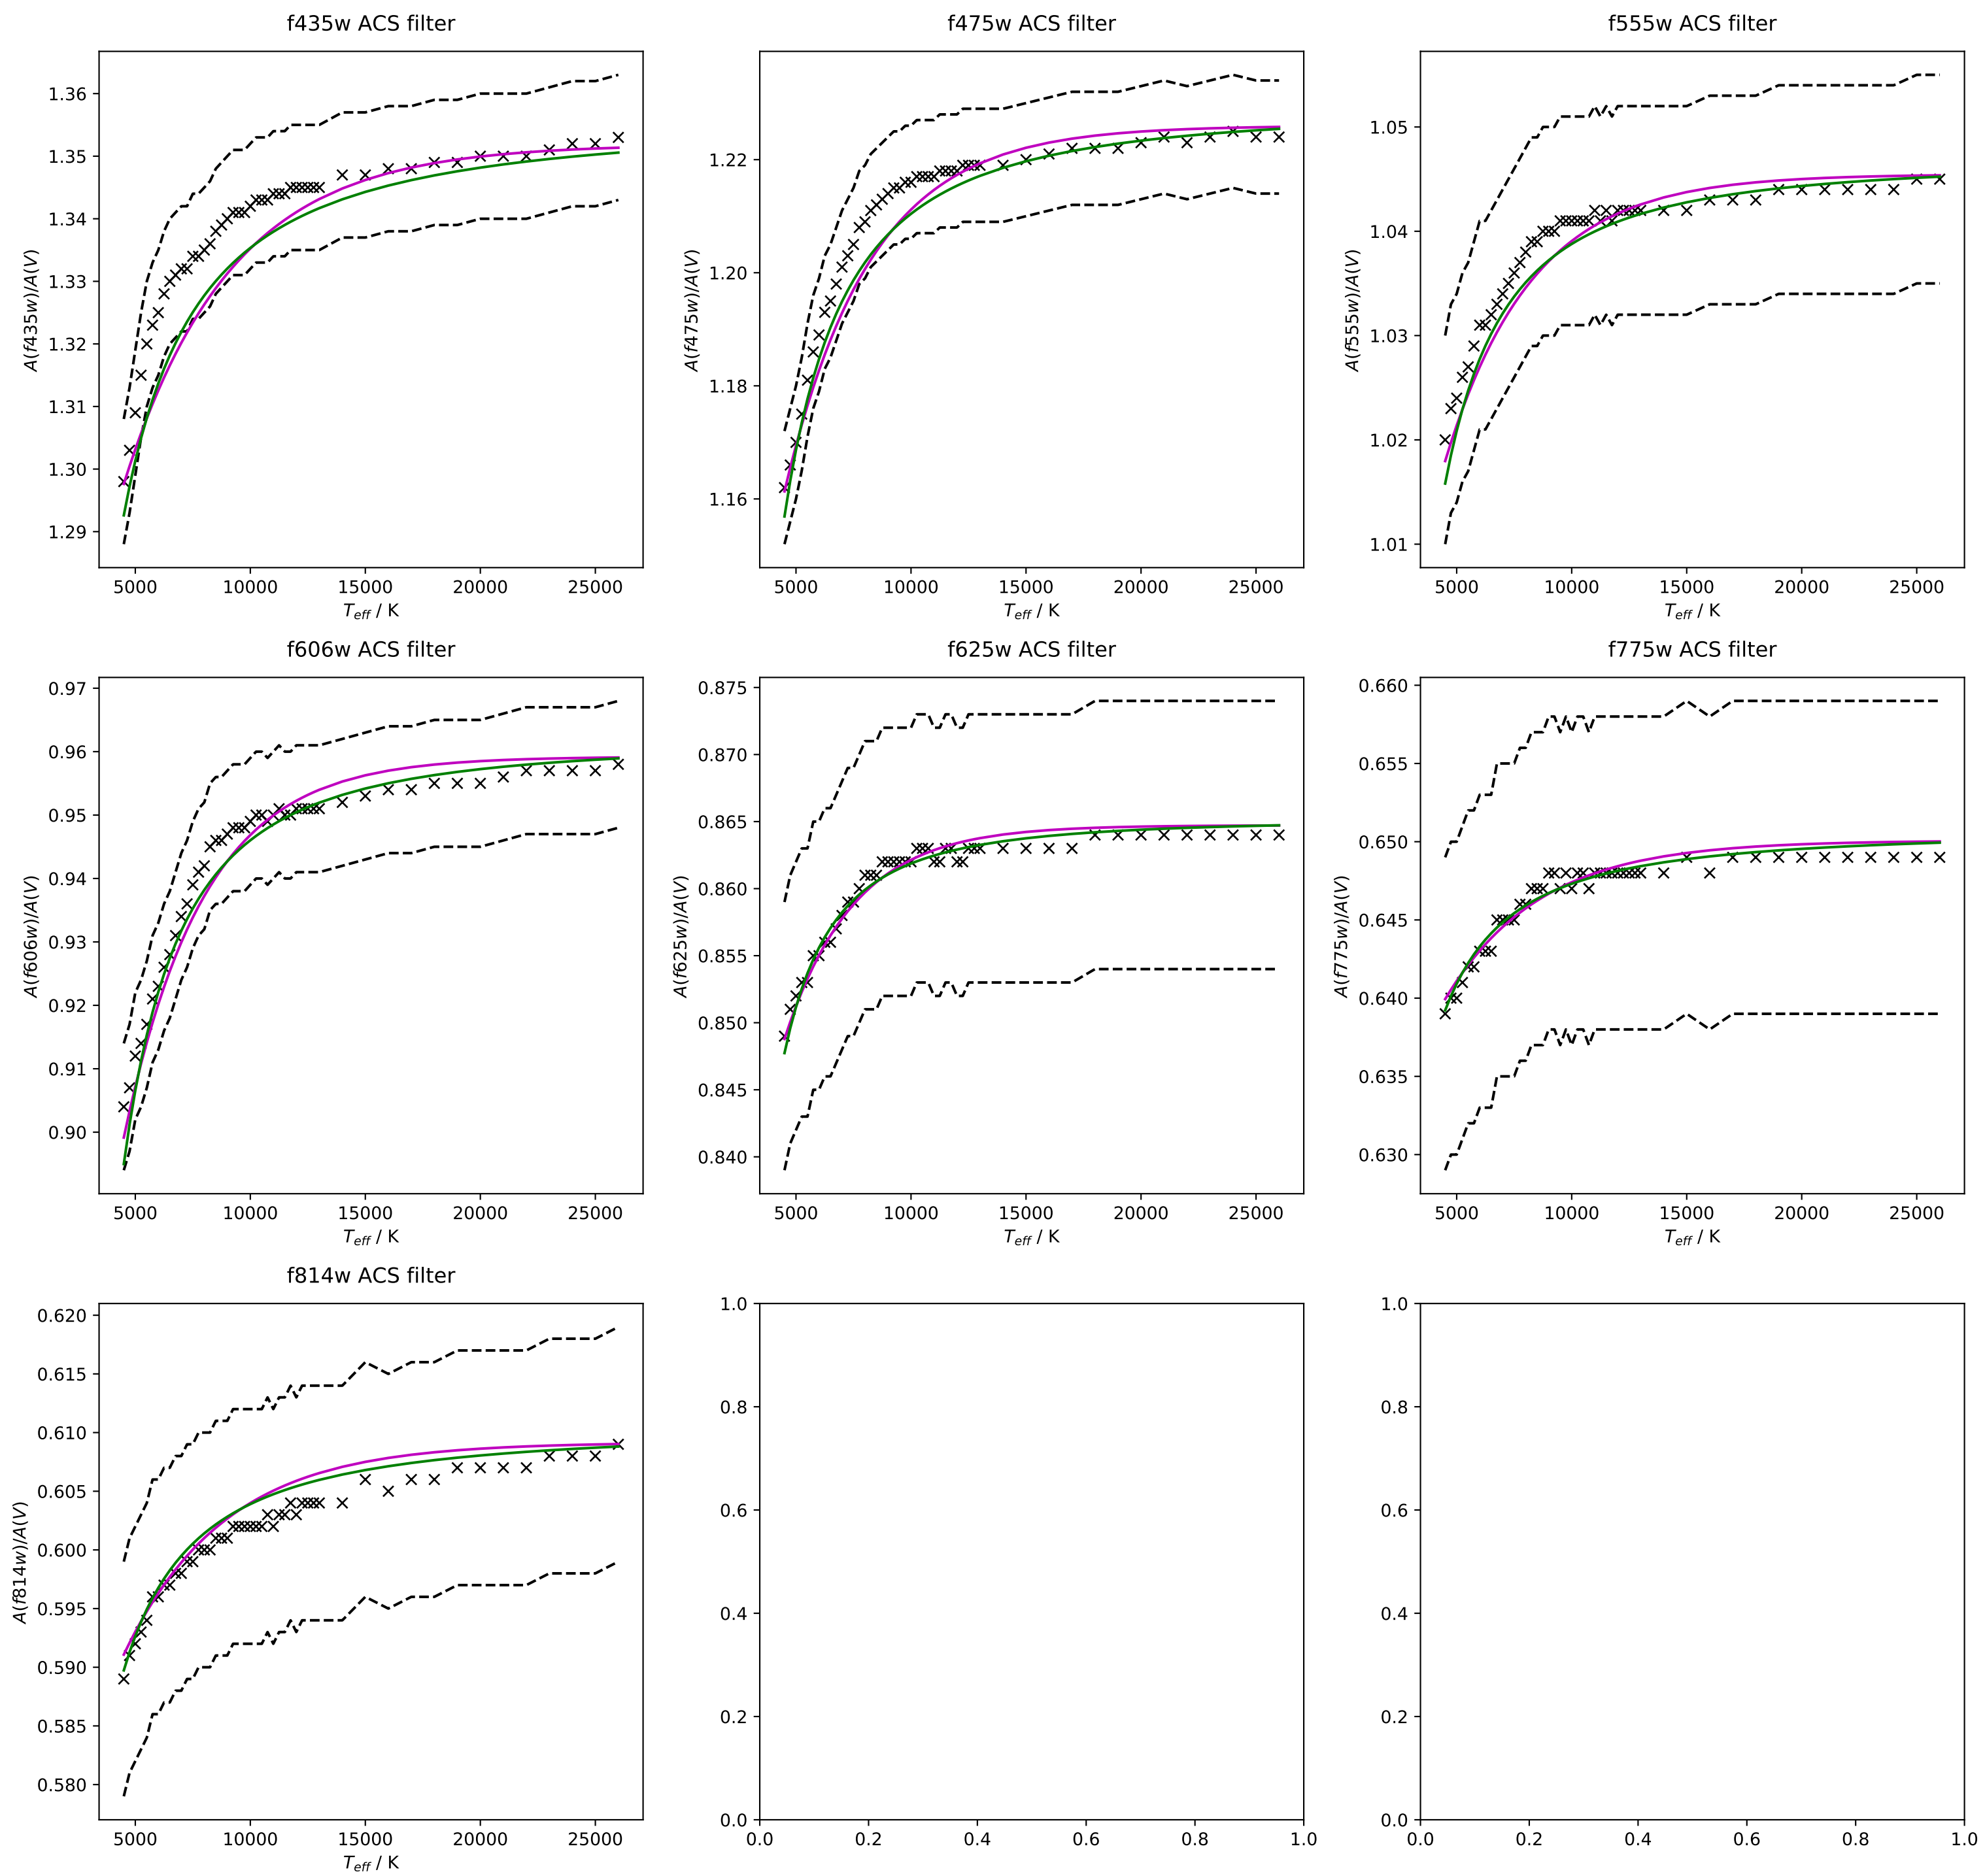 f435w ACS filter
1.36
1.35
1.34
1.33
1.32
1.31
1.30
1.29
A(f435w)/A(V)
5000 10000 15000 20000 25000
T_eff / K
f475w ACS filter
1.22
1.20
1.18
1.16
A(f475w)/A(V)
5000 10000 15000 20000 25000
T_eff / K
f555w ACS filter
1.05
1.04
1.03
1.02
1.01
A(f555w)/A(V)
5000 10000 15000 20000 25000
T_eff / K
f606w ACS filter
0.97
0.96
0.95
0.94
0.93
0.92
0.91
0.90
A(f606w)/A(V)
5000 10000 15000 20000 25000
T_eff / K
f625w ACS filter
0.875
0.870
0.865
0.860
0.855
0.850
0.845
0.840
A(f625w)/A(V)
5000 10000 15000 20000 25000
T_eff / K
f775w ACS filter
0.660
0.655
0.650
0.645
0.640
0.635
0.630
A(f775w)/A(V)
5000 10000 15000 20000 25000
T_eff / K
f814w ACS filter
0.620
0.615
0.610
0.605
0.600
0.595
0.590
0.585
0.580
A(f814w)/A(V)
5000 10000 15000 20000 25000
T_eff / K
1.0
0.8
0.6
0.4
0.2
0.0
0.0 0.2 0.4 0.6 0.8 1.0
1.0
0.8
0.6
0.4
0.2
0.0
0.0 0.2 0.4 0.6 0.8 1.0